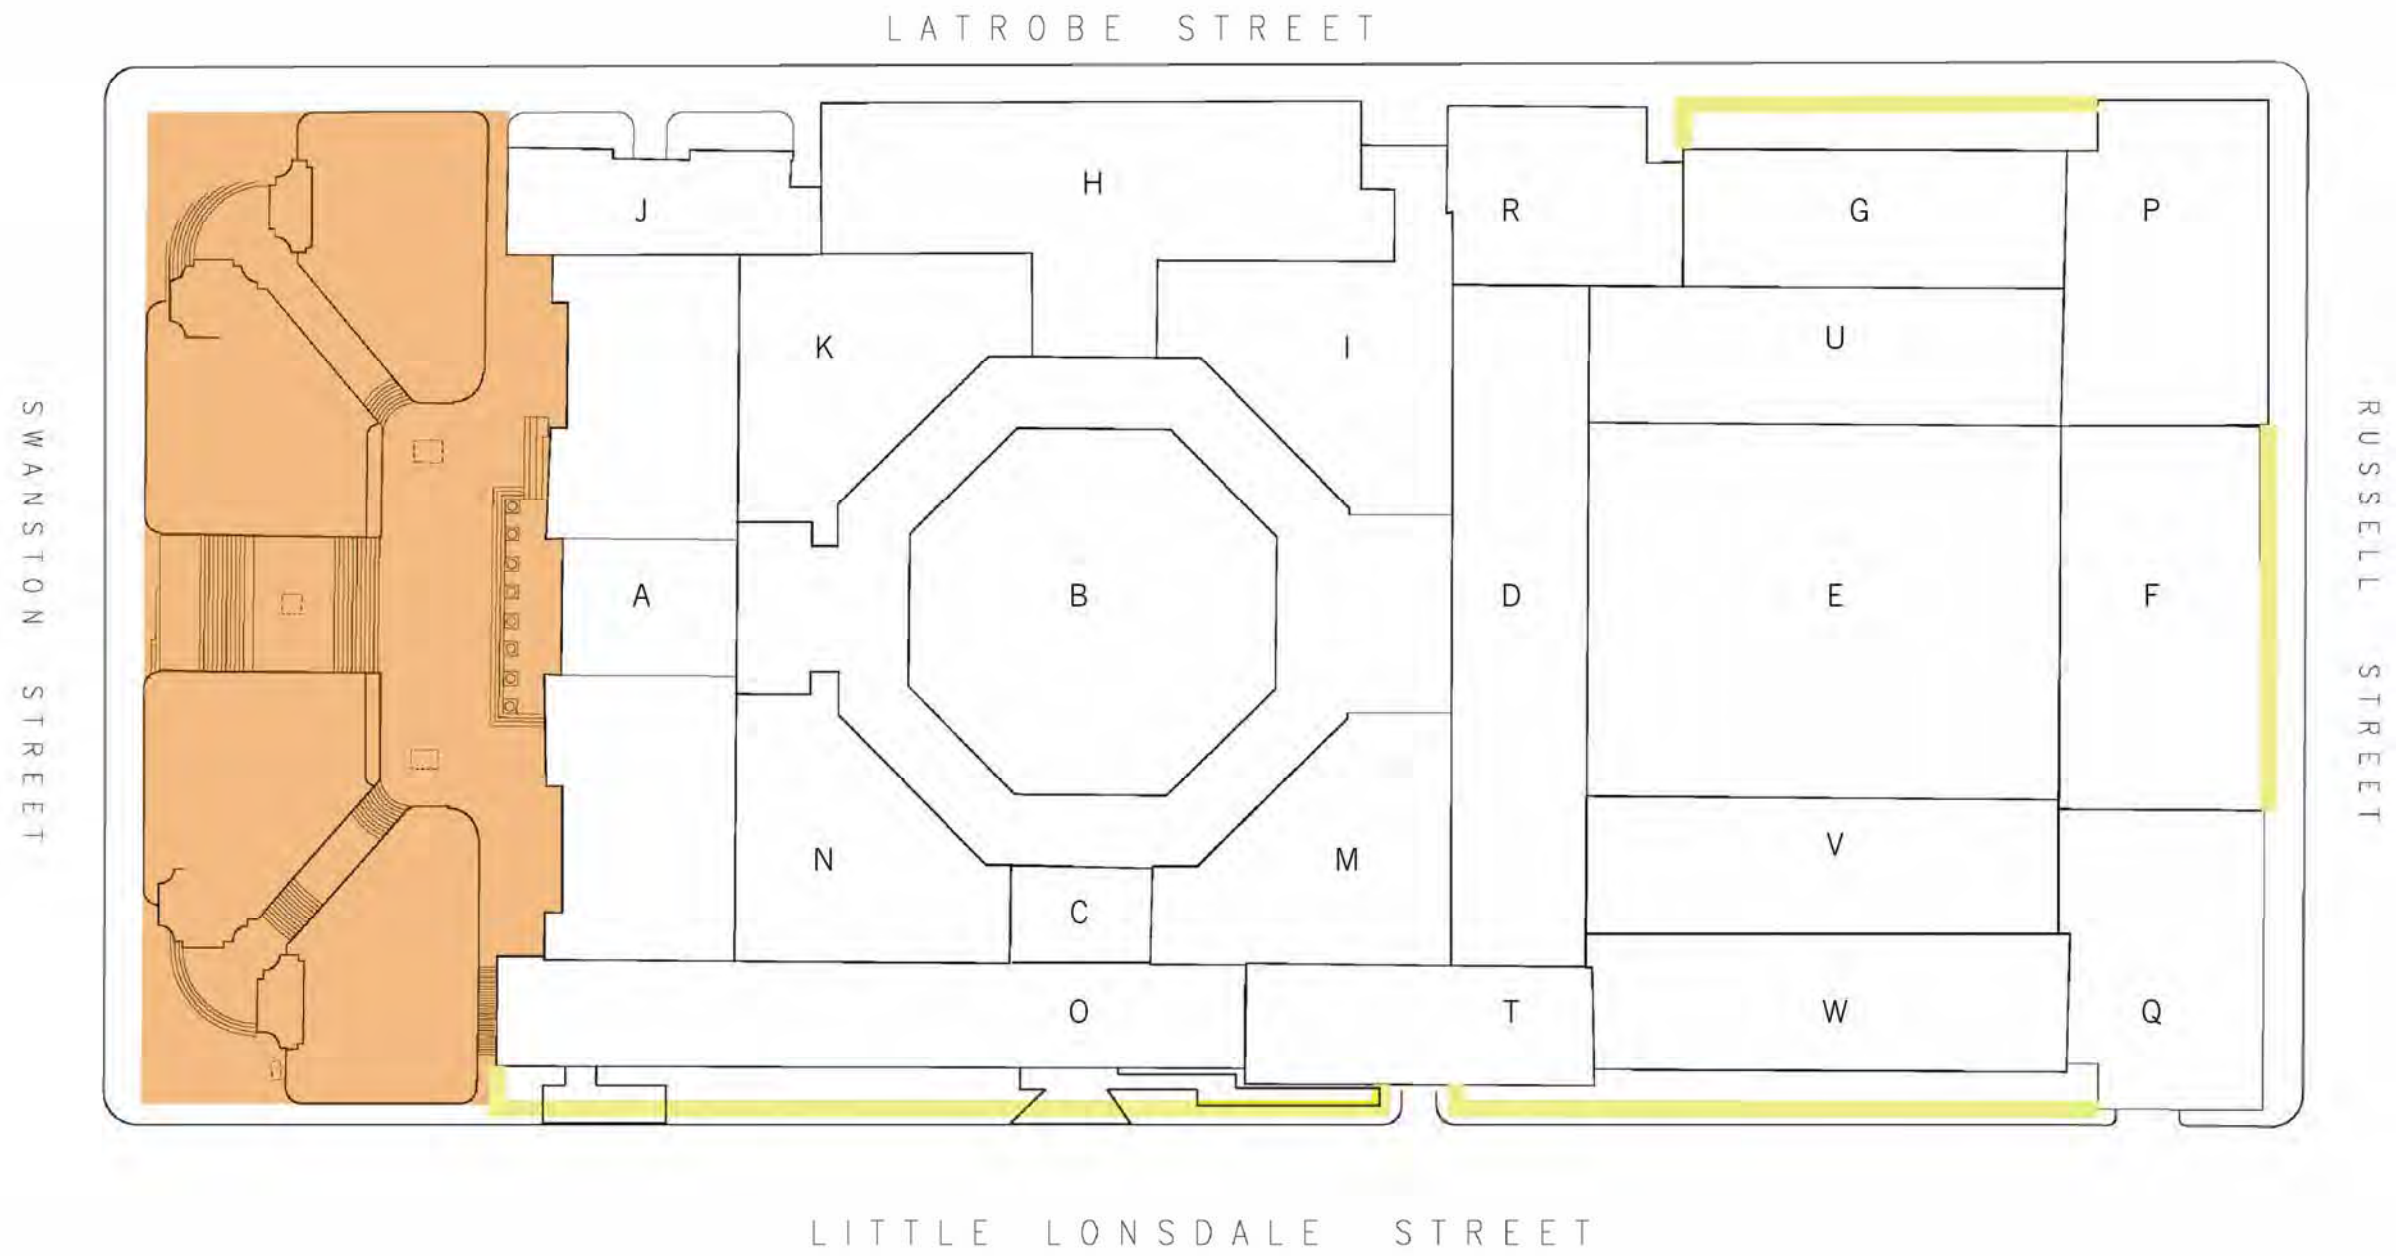 LATROBE STREET
H
J
R
G
P
K
I
U
SWANSTON STREET
RUSSELL STREET
A
B
D
E
F
N
M
V
C
O
T
W
Q
LITTLE LONSDALE STREET